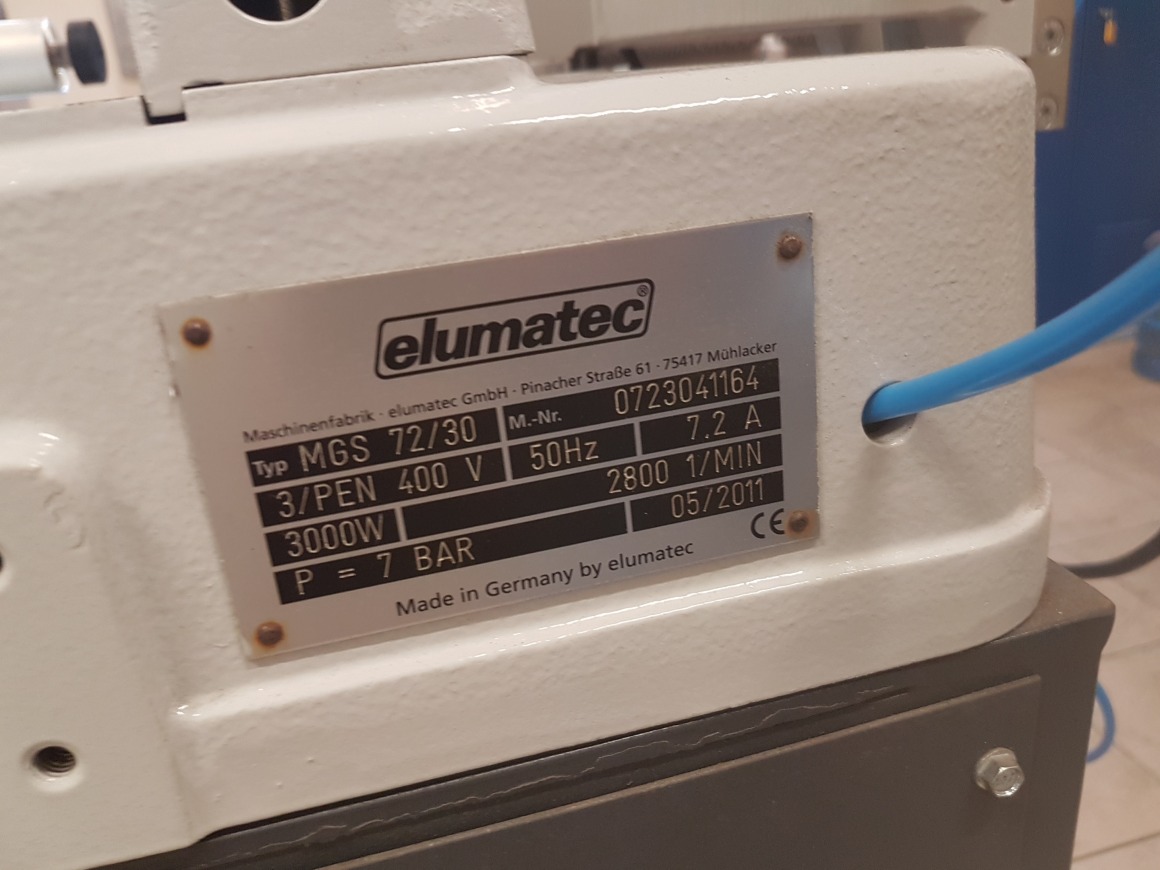 elumatec®
Maschinenfabrik · elumatec GmbH · Pinacher Straße 61 · 75417 Mühlacker
Typ MGS 72/30 M.-Nr. 0723041164
3/PEN 400 V 50Hz 7.2 A
3000W 2800 1/MIN
P = 7 BAR 05/2011
Made in Germany by elumatec CE